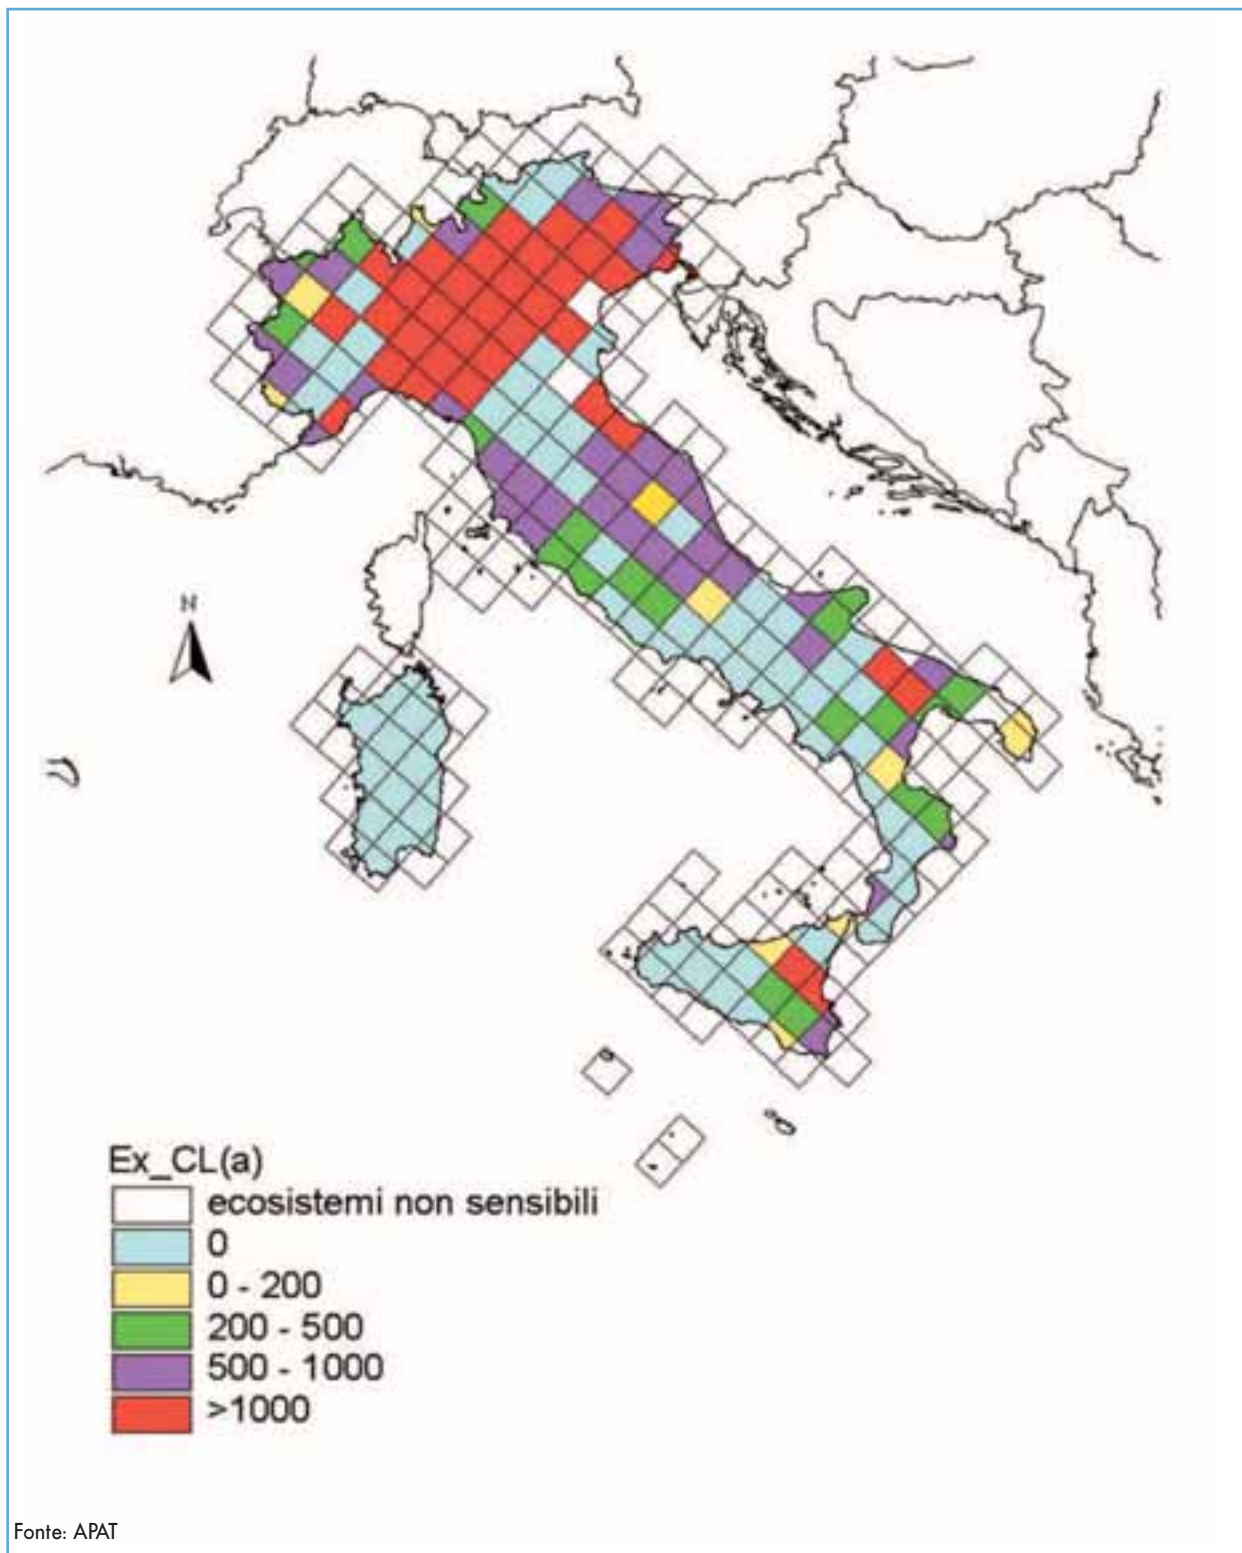 N
Ex_CL(a)
ecosistemi non sensibili
0
0 - 200
200 - 500
500 - 1000
>1000
Fonte: APAT